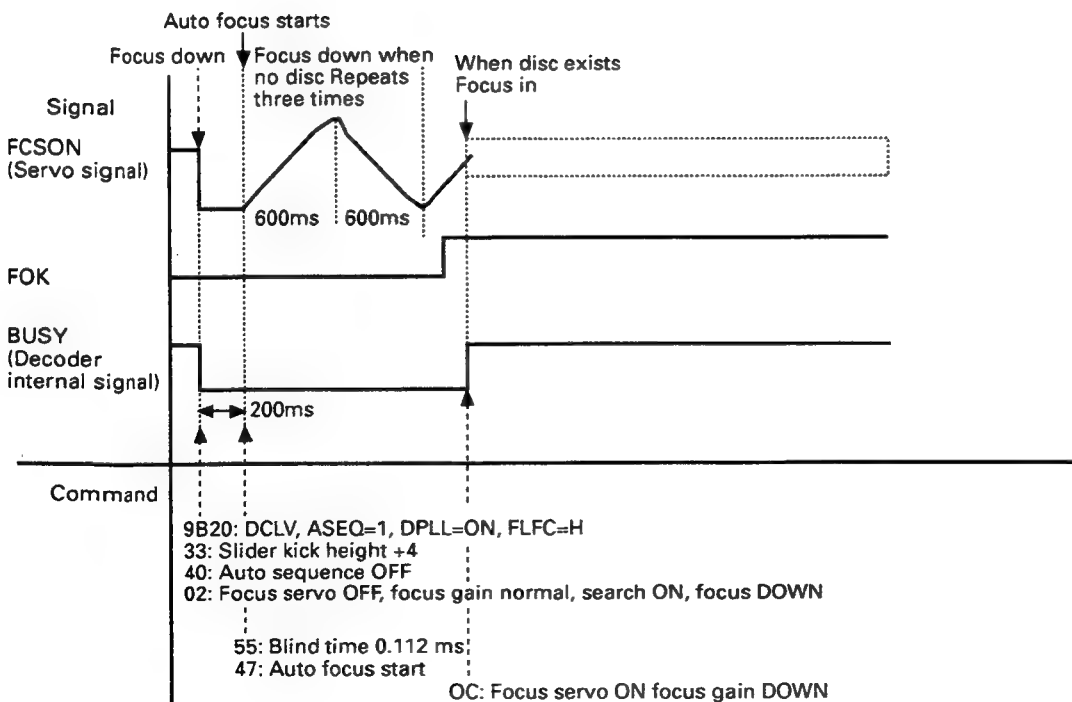 Auto focus starts
Focus down
Focus down when
no disc Repeats
three times
When disc exists
Focus in
Signal
FCSON
(Servo signal)
600ms
600ms
FOK
BUSY
(Decoder
internal signal)
200ms
Command
9B20: DCLV, ASEQ=1, DPLL=ON, FLFC=H
33: Slider kick height +4
40: Auto sequence OFF
02: Focus servo OFF, focus gain normal, search ON, focus DOWN
55: Blind time 0.112 ms
47: Auto focus start
OC: Focus servo ON focus gain DOWN